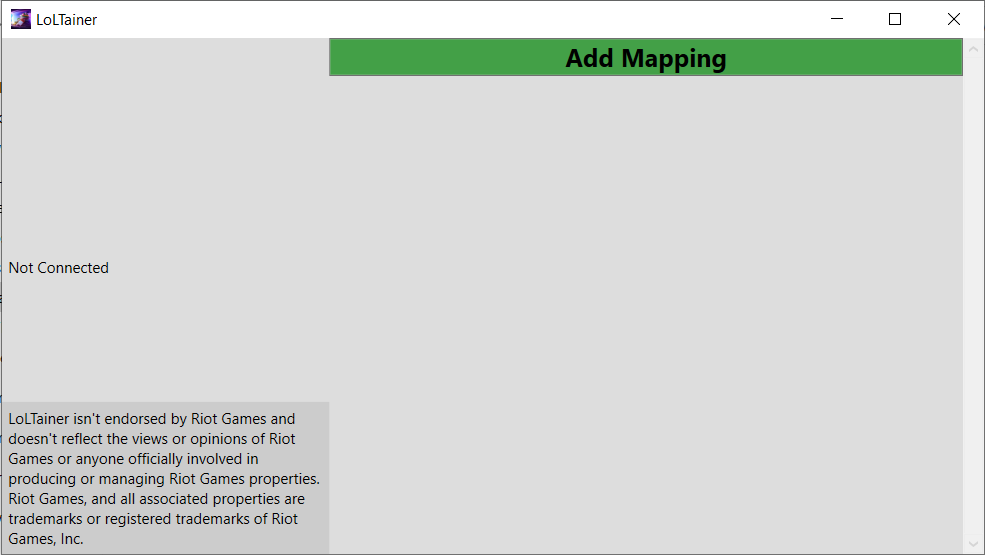 LoLTainer
Add Mapping
Not Connected
LoLTainer isn't endorsed by Riot Games and
doesn't reflect the views or opinions of Riot
Games or anyone officially involved in
producing or managing Riot Games properties.
Riot Games, and all associated properties are
trademarks or registered trademarks of Riot
Games, Inc.